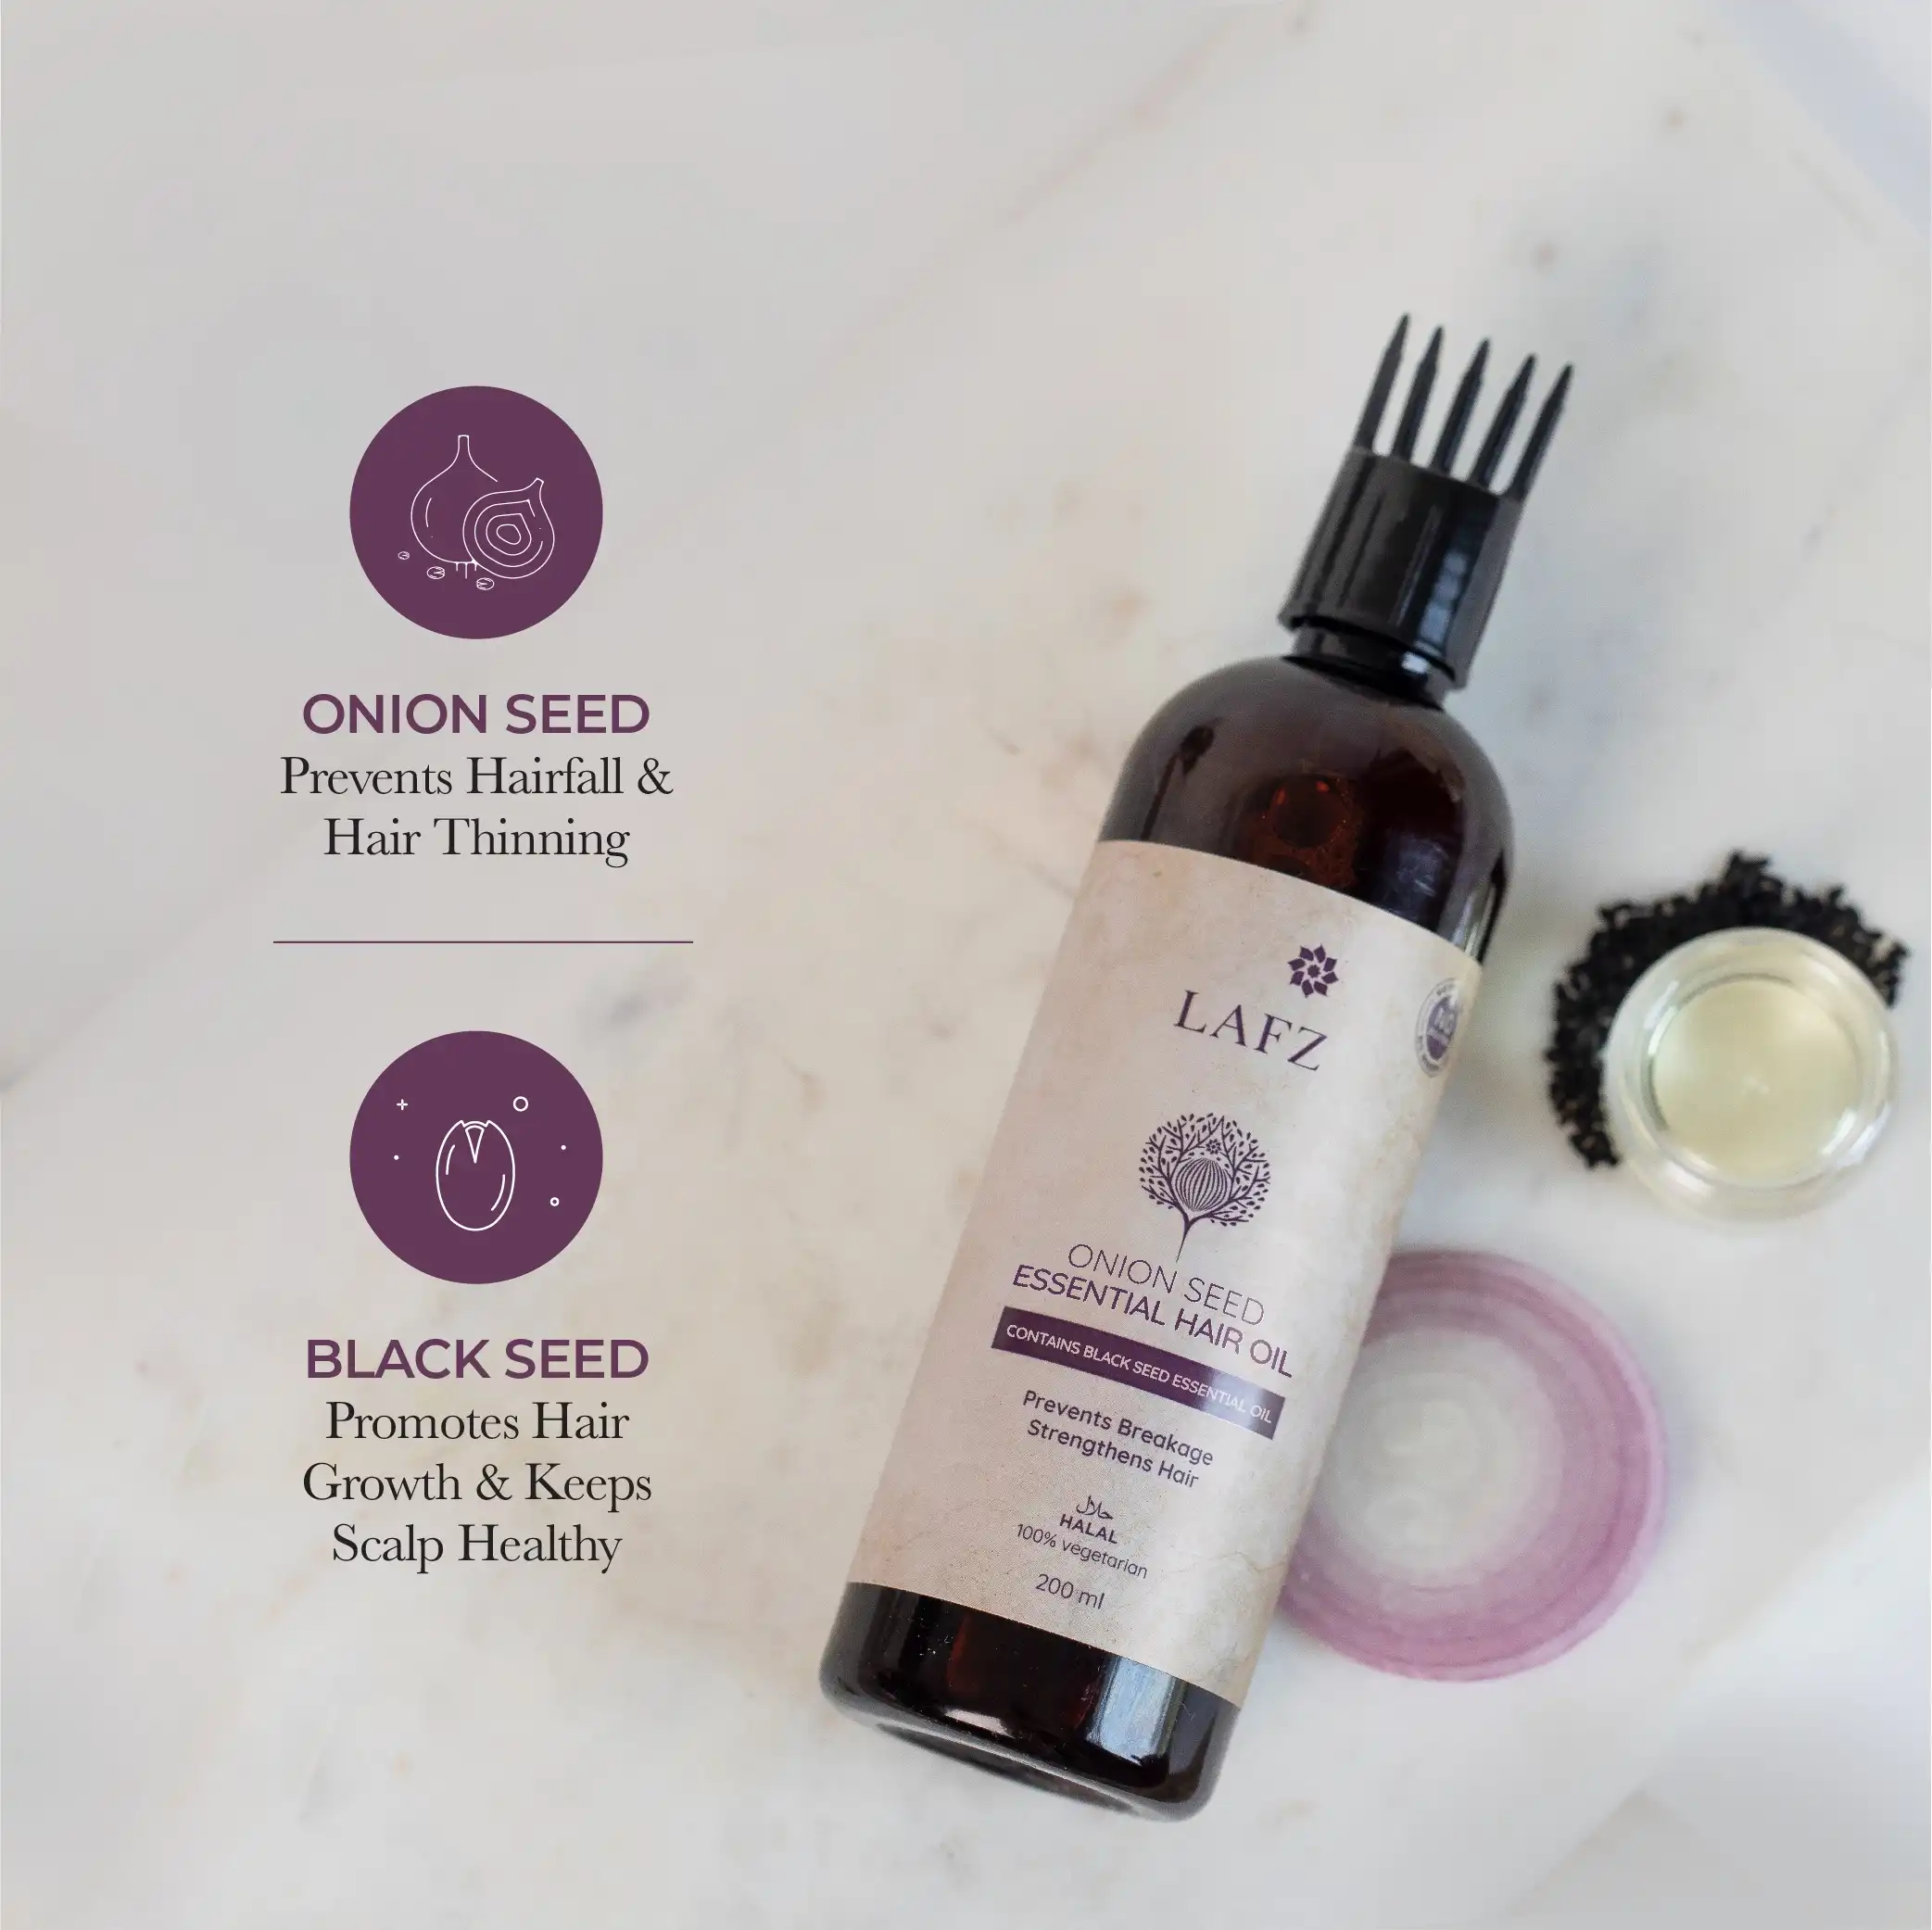 ONION SEED
Prevents Hairfall &
Hair Thinning
BLACK SEED
Promotes Hair
Growth & Keeps
Scalp Healthy
LAFZ
ONION SEED
ESSENTIAL HAIR OIL
CONTAINS BLACK SEED ESSENTIAL OIL
Prevents Breakage
Strengthens Hair
حلال
HALAL
100% vegetarian
200 ml